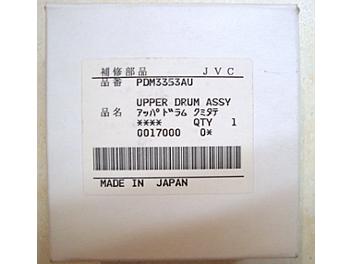 補修部品 JVC
品番 PDM3353AU
UPPER DRUM ASSY
品名 ｱｯﾊﾟﾄﾞﾗﾑ ｸﾐﾀﾃ
**** QTY 1
0017000 0*
MADE IN JAPAN